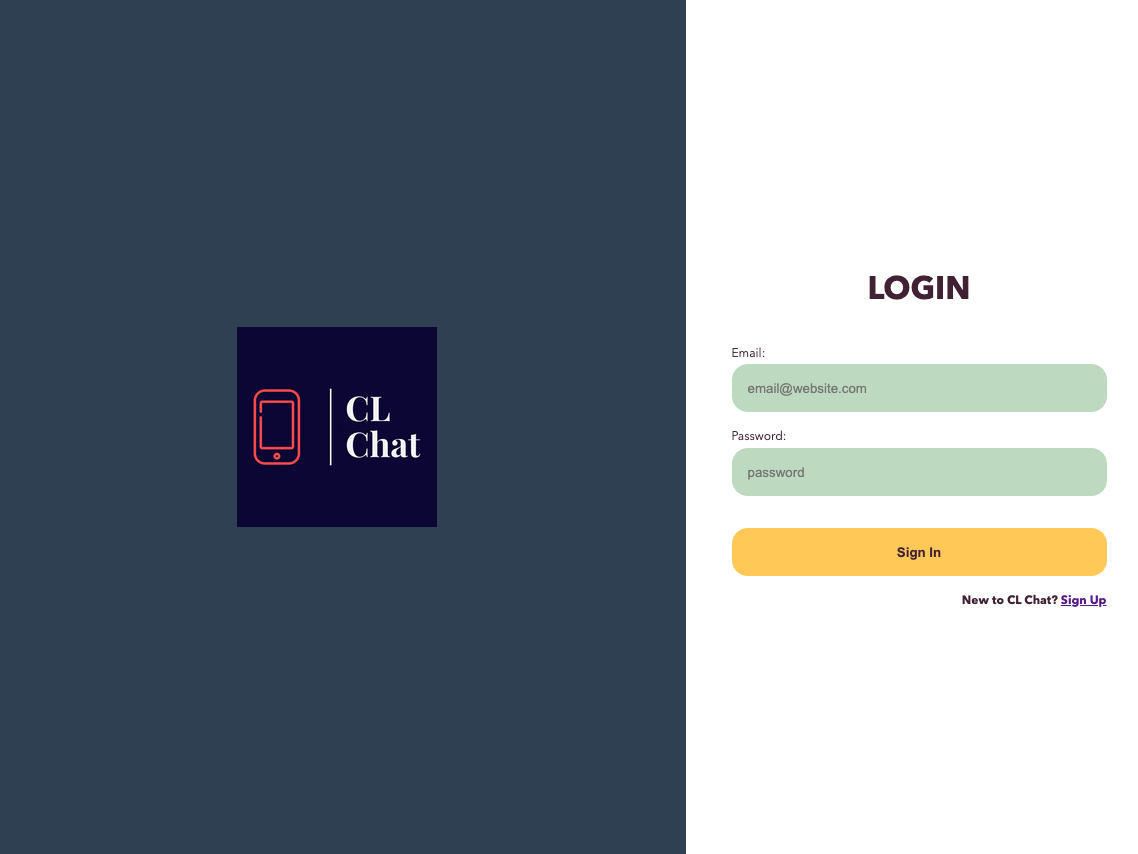 CL
Chat
LOGIN
Email:
email@website.com
Password:
password
Sign In
New to CL Chat? Sign Up